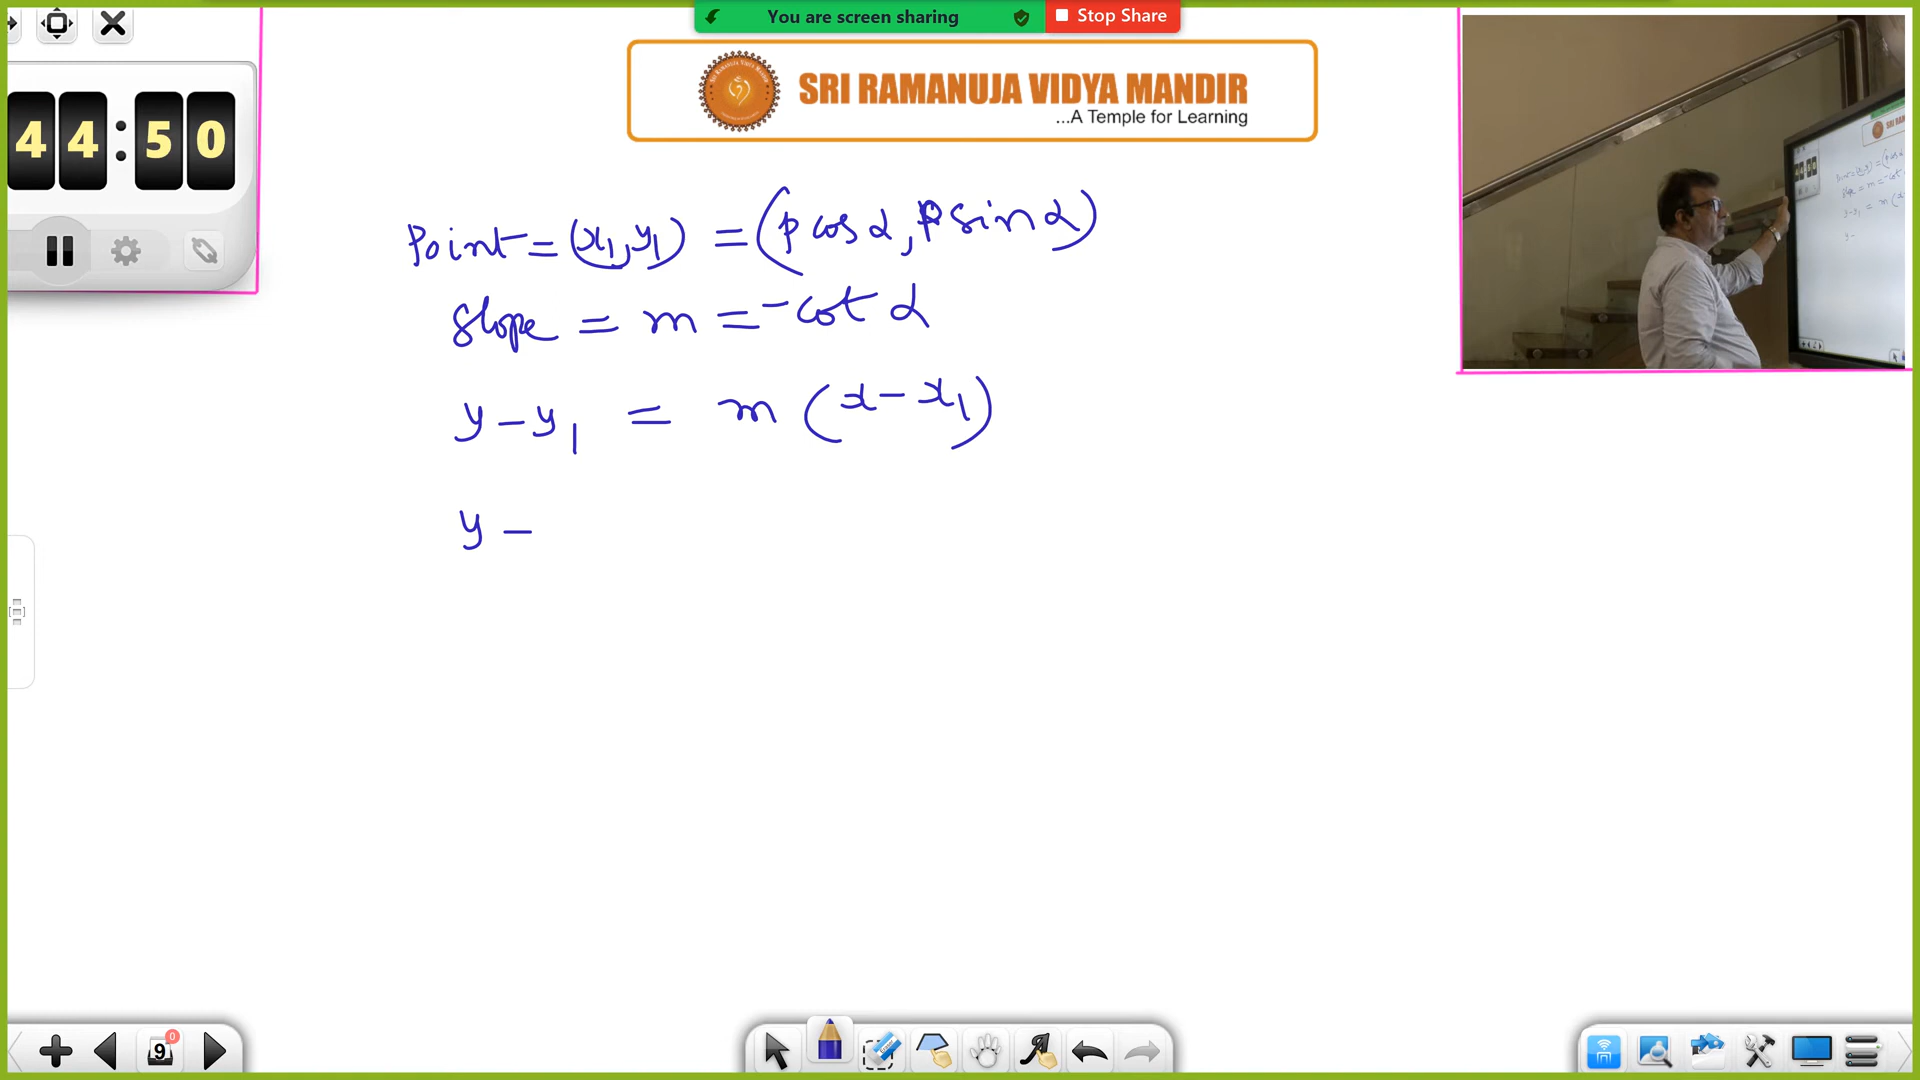 You are screen sharing
Stop Share
SRI RAMANUJA VIDYA MANDIR
...A Temple for Learning
44:50
Point = (x₁, y₁) = (p cos α, p sin α)
slope = m = -cot α
y - y₁ = m (x - x₁)
y -
9
0